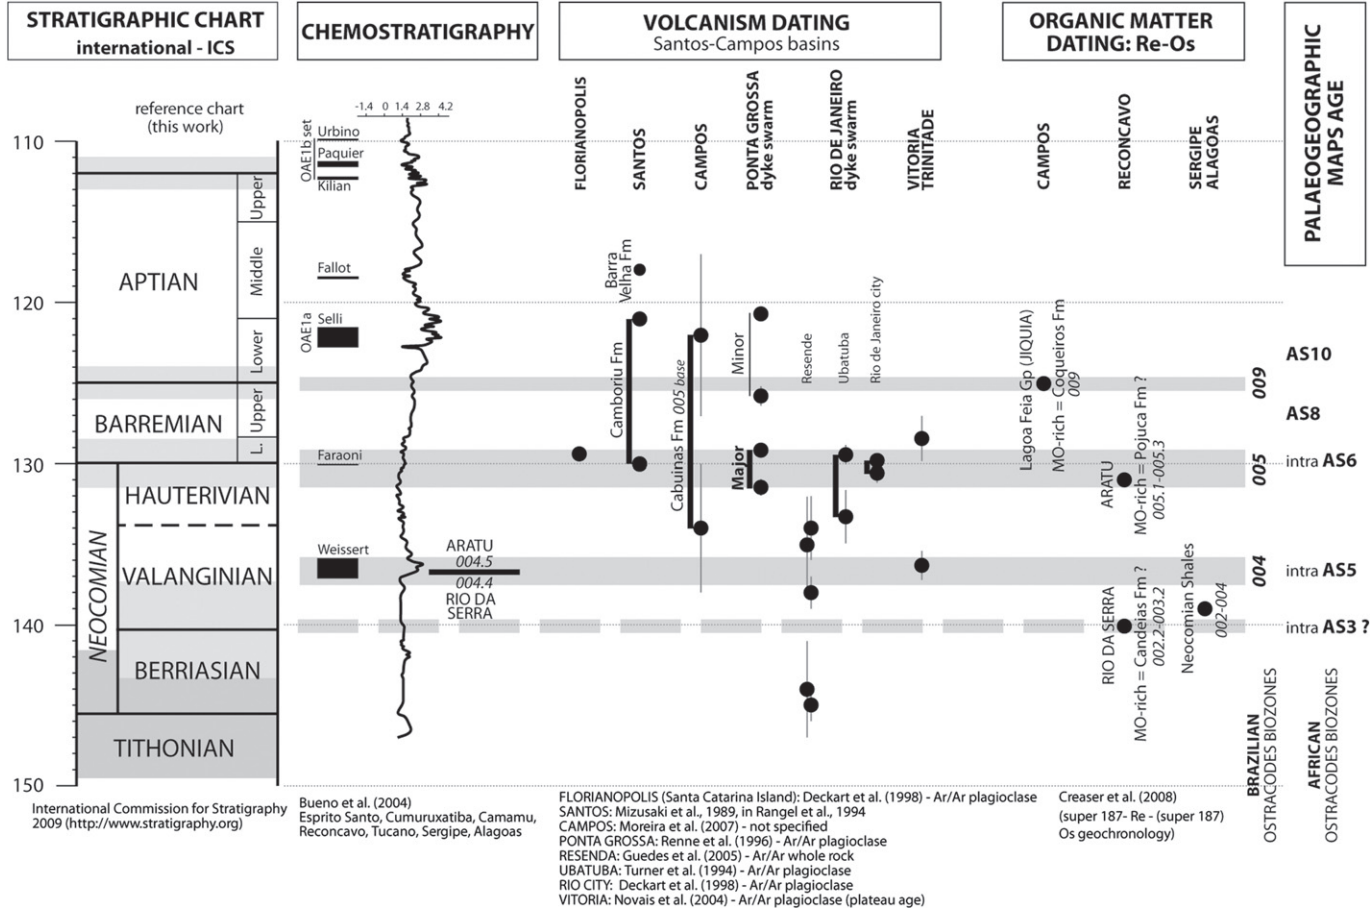 STRATIGRAPHIC CHART
international - ICS
CHEMOSTRATIGRAPHY
VOLCANISM DATING
Santos-Campos basins
ORGANIC MATTER
DATING: Re-Os
PALAEOGEOGRAPHIC
MAPS AGE
reference chart
(this work)
-1.4 0 1.4 2.8 4.2
FLORIANOPOLIS
SANTOS
CAMPOS
PONTA GROSSA
dyke swarm
RIO DE JANEIRO
dyke swarm
VITORIA
TRINITADE
CAMPOS
RECONCAVO
SERGIPE
ALAGOAS
110
120
130
140
150
APTIAN
Upper
Middle
Lower
BARREMIAN
Upper
L.
NEOCOMIAN
HAUTERIVIAN
VALANGINIAN
BERRIASIAN
TITHONIAN
OAE1b set
Urbino
Paquier
Kilian
Fallot
OAE1a
Selli
Faraoni
Weissert
ARATU
004.5
004.4
RIO DA
SERRA
Barra
Velha Fm
Camboriu Fm
Cabuinas Fm 005 base
Minor
Major
Resende
Ubatuba
Rio de Janeiro city
Lagoa Feia Gp (JIQUIA)
MO-rich = Coqueiros Fm
009
ARATU
MO-rich = Pojuca Fm ?
005.1-005.3
RIO DA SERRA
MO-rich = Candeias Fm ?
002.2-003.2
Neocomian Shales
002-004
009
005
004
AS10
AS8
intra AS6
intra AS5
intra AS3 ?
BRAZILIAN
OSTRACODES BIOZONES
AFRICAN
OSTRACODES BIOZONES
International Commission for Stratigraphy
2009 (http://www.stratigraphy.org)
Bueno et al. (2004)
Esprito Santo, Cumuruxatiba, Camamu,
Reconcavo, Tucano, Sergipe, Alagoas
FLORIANOPOLIS (Santa Catarina Island): Deckart et al. (1998) - Ar/Ar plagioclase
SANTOS: Mizusaki et al., 1989, in Rangel et al., 1994
CAMPOS: Moreira et al. (2007) - not specified
PONTA GROSSA: Renne et al. (1996) - Ar/Ar plagioclase
RESENDA: Guedes et al. (2005) - Ar/Ar whole rock
UBATUBA: Turner et al. (1994) - Ar/Ar plagioclase
RIO CITY: Deckart et al. (1998) - Ar/Ar plagioclase
VITORIA: Novais et al. (2004) - Ar/Ar plagioclase (plateau age)
Creaser et al. (2008)
(super 187- Re - (super 187)
Os geochronology)